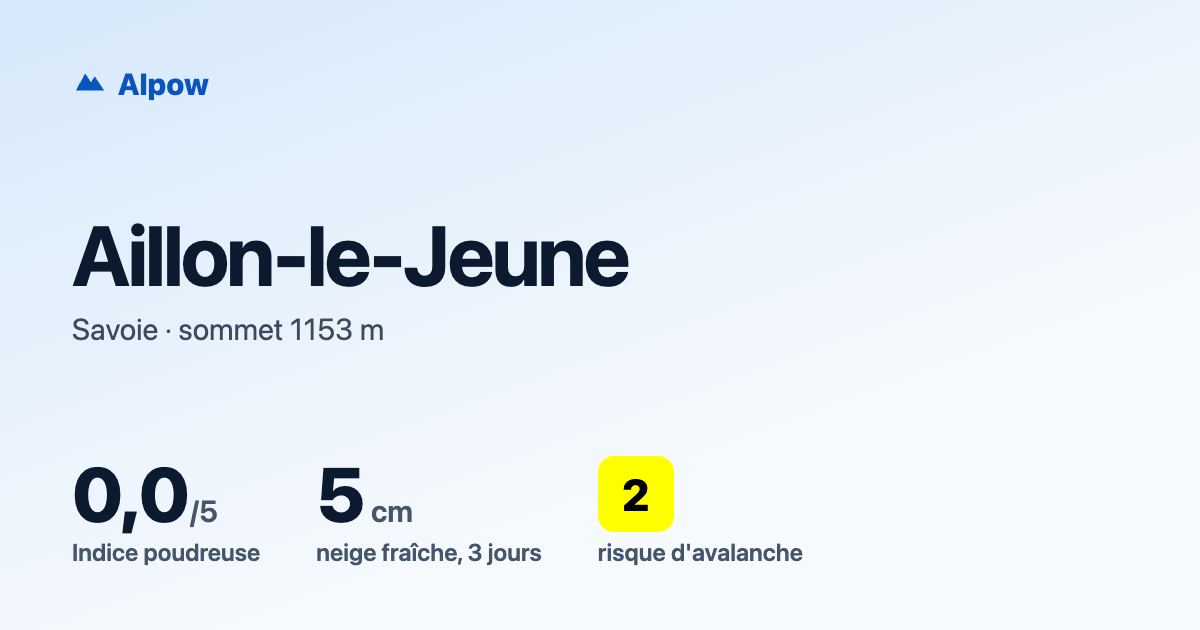 Alpow
Aillon-le-Jeune
Savoie · sommet 1153 m
0,0/5
Indice poudreuse
5 cm
neige fraîche, 3 jours
2
risque d'avalanche